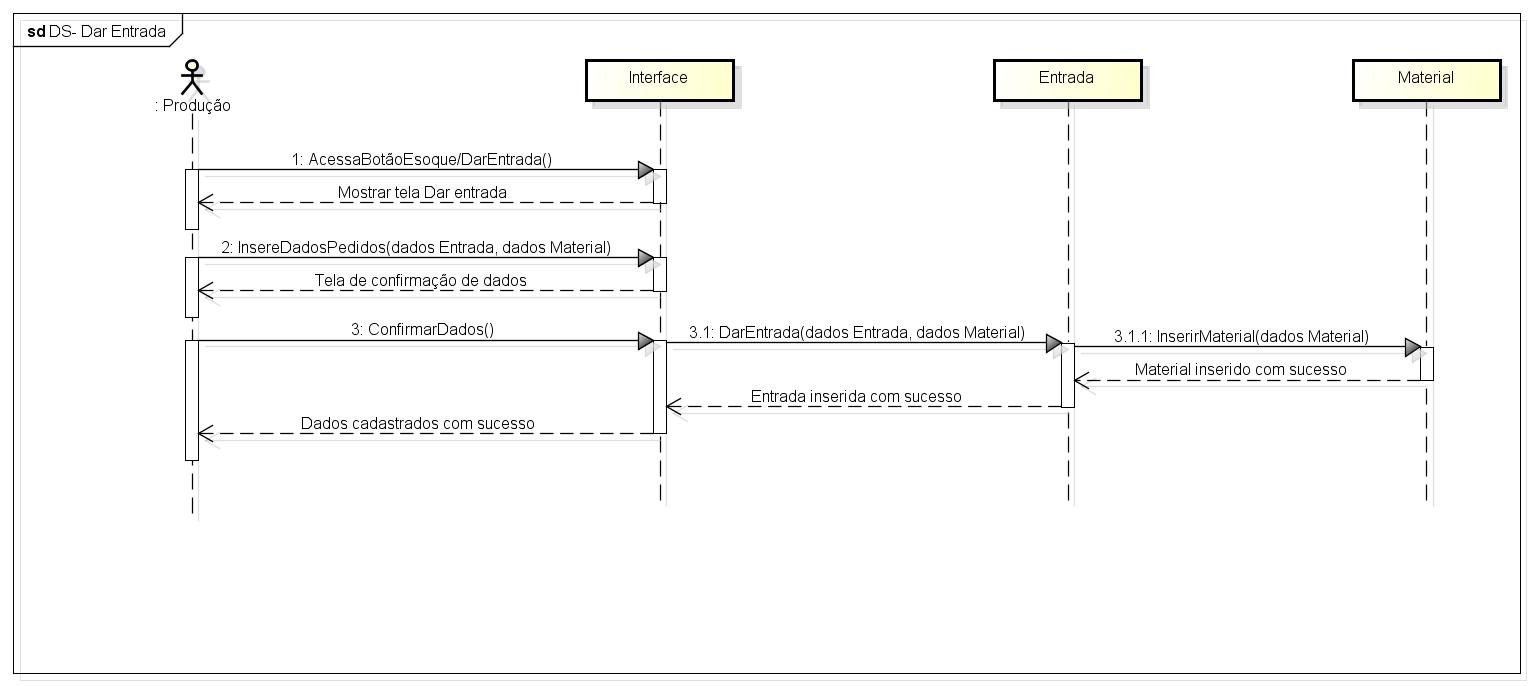 sd DS- Dar Entrada
: Produção
Interface
Entrada
Material
1: AcessaBotãoEsoque/DarEntrada()
Mostrar tela Dar entrada
2: InsereDadosPedidos(dados Entrada, dados Material)
Tela de confirmação de dados
3: ConfirmarDados()
3.1: DarEntrada(dados Entrada, dados Material)
3.1.1: InserirMaterial(dados Material)
Material inserido com sucesso
Entrada inserida com sucesso
Dados cadastrados com sucesso